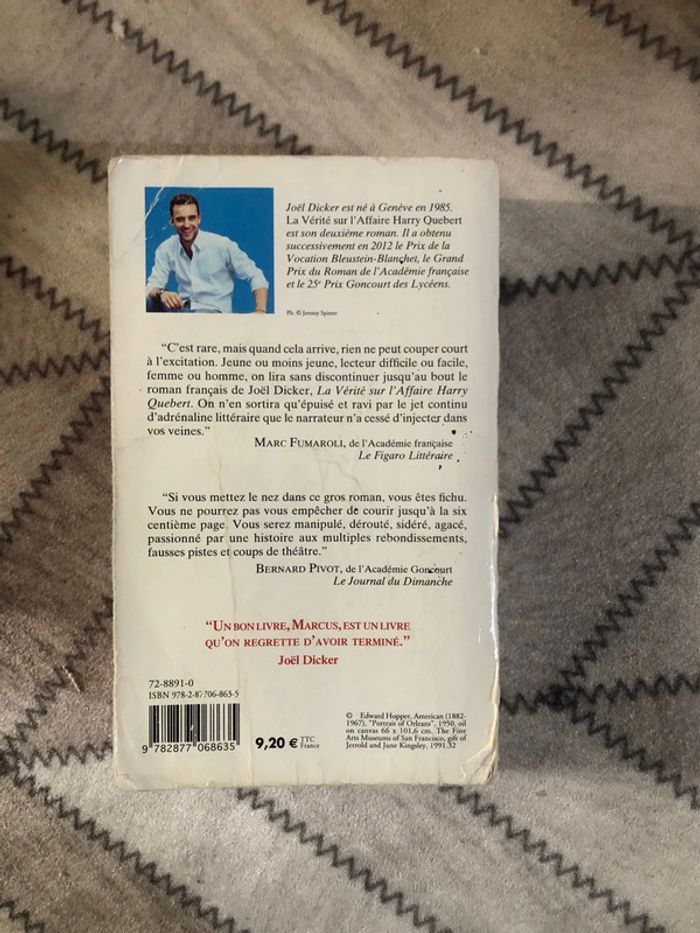 Joël Dicker est né à Genève en 1985.
La Vérité sur l'Affaire Harry Quebert
est son deuxième roman. Il a obtenu
successivement en 2012 le Prix de la
Vocation Bleustein-Blanchet, le Grand
Prix du Roman de l'Académie française
et le 25e Prix Goncourt des Lycéens.
Ph. © Jeremy Spierer
"C'est rare, mais quand cela arrive, rien ne peut couper court
à l'excitation. Jeune ou moins jeune, lecteur difficile ou facile,
femme ou homme, on lira sans discontinuer jusqu'au bout le
roman français de Joël Dicker, La Vérité sur l'Affaire Harry
Quebert. On n'en sortira qu'épuisé et ravi par le jet continu
d'adrénaline littéraire que le narrateur n'a cessé d'injecter dans
vos veines."
MARC FUMAROLI, de l'Académie française
Le Figaro Littéraire
"Si vous mettez le nez dans ce gros roman, vous êtes fichu.
Vous ne pourrez pas vous empêcher de courir jusqu'à la six
centième page. Vous serez manipulé, dérouté, sidéré, agacé,
passionné par une histoire aux multiples rebondissements,
fausses pistes et coups de théâtre."
BERNARD PIVOT, de l'Académie Goncourt
Le Journal du Dimanche
"UN BON LIVRE, MARCUS, EST UN LIVRE
QU'ON REGRETTE D'AVOIR TERMINÉ."
Joël Dicker
72-8891-0
ISBN 978-2-87706-863-5
9 782877 068635
9,20 € TTC
France
© Edward Hopper, American (1882-
1967), "Portrait of Orleans", 1950, oil
on canvas 66 x 101,6 cm. The Fine
Arts Museums of San Francisco, gift of
Jerrold and June Kingsley, 1991.32